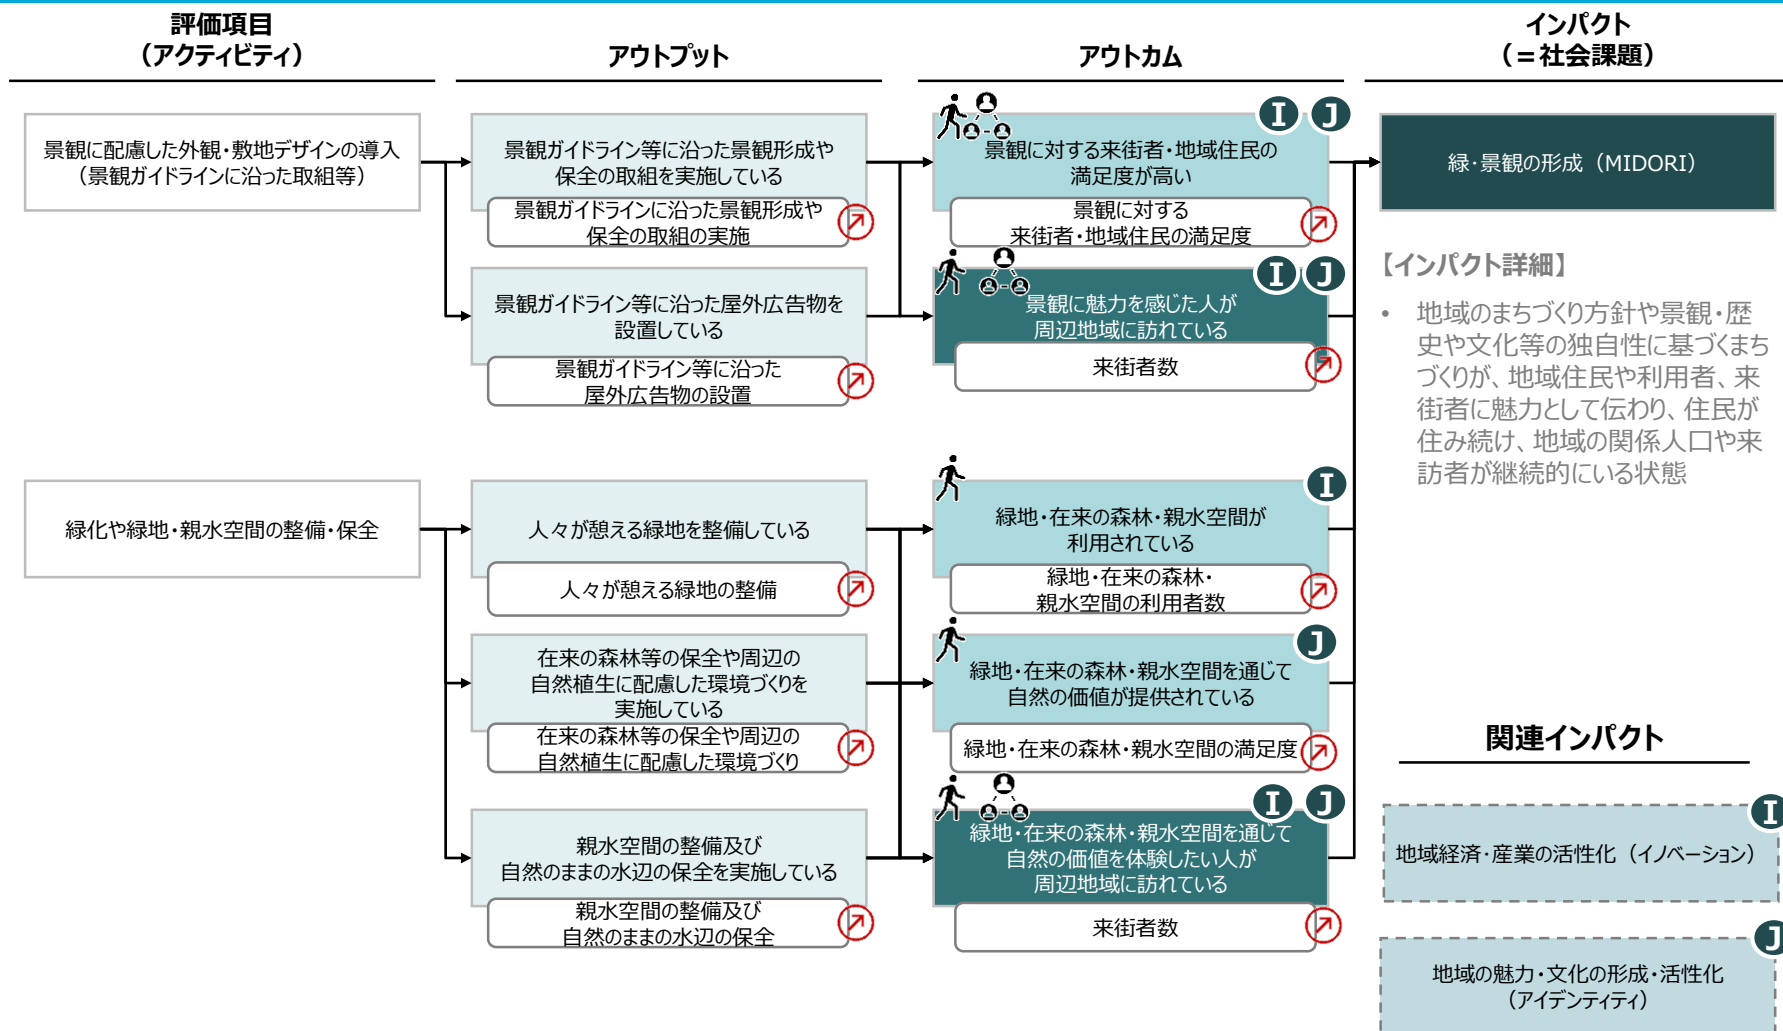 評価項目
（アクティビティ）
アウトプット
アウトカム
インパクト
（＝社会課題）
景観に配慮した外観・敷地デザインの導入
（景観ガイドラインに沿った取組等）
景観ガイドライン等に沿った景観形成や
保全の取組を実施している
景観ガイドラインに沿った景観形成や
保全の取組の実施
景観ガイドライン等に沿った屋外広告物を
設置している
景観ガイドライン等に沿った
屋外広告物の設置
I J
景観に対する来街者・地域住民の
満足度が高い
景観に対する
来街者・地域住民の満足度
I J
景観に魅力を感じた人が
周辺地域に訪れている
来街者数
緑・景観の形成（MIDORI）
【インパクト詳細】
• 地域のまちづくり方針や景観・歴
史や文化等の独自性に基づくまち
づくりが、地域住民や利用者、来
街者に魅力として伝わり、住民が
住み続け、地域の関係人口や来
訪者が継続的にいる状態
緑化や緑地・親水空間の整備・保全
人々が憩える緑地を整備している
人々が憩える緑地の整備
在来の森林等の保全や周辺の
自然植生に配慮した環境づくりを
実施している
在来の森林等の保全や周辺の
自然植生に配慮した環境づくり
親水空間の整備及び
自然のままの水辺の保全を実施している
親水空間の整備及び
自然のままの水辺の保全
I
緑地・在来の森林・親水空間が
利用されている
緑地・在来の森林・
親水空間の利用者数
J
緑地・在来の森林・親水空間を通じて
自然の価値が提供されている
緑地・在来の森林・親水空間の満足度
I J
緑地・在来の森林・親水空間を通じて
自然の価値を体験したい人が
周辺地域に訪れている
来街者数
関連インパクト
I
地域経済・産業の活性化（イノベーション）
J
地域の魅力・文化の形成・活性化
（アイデンティティ）